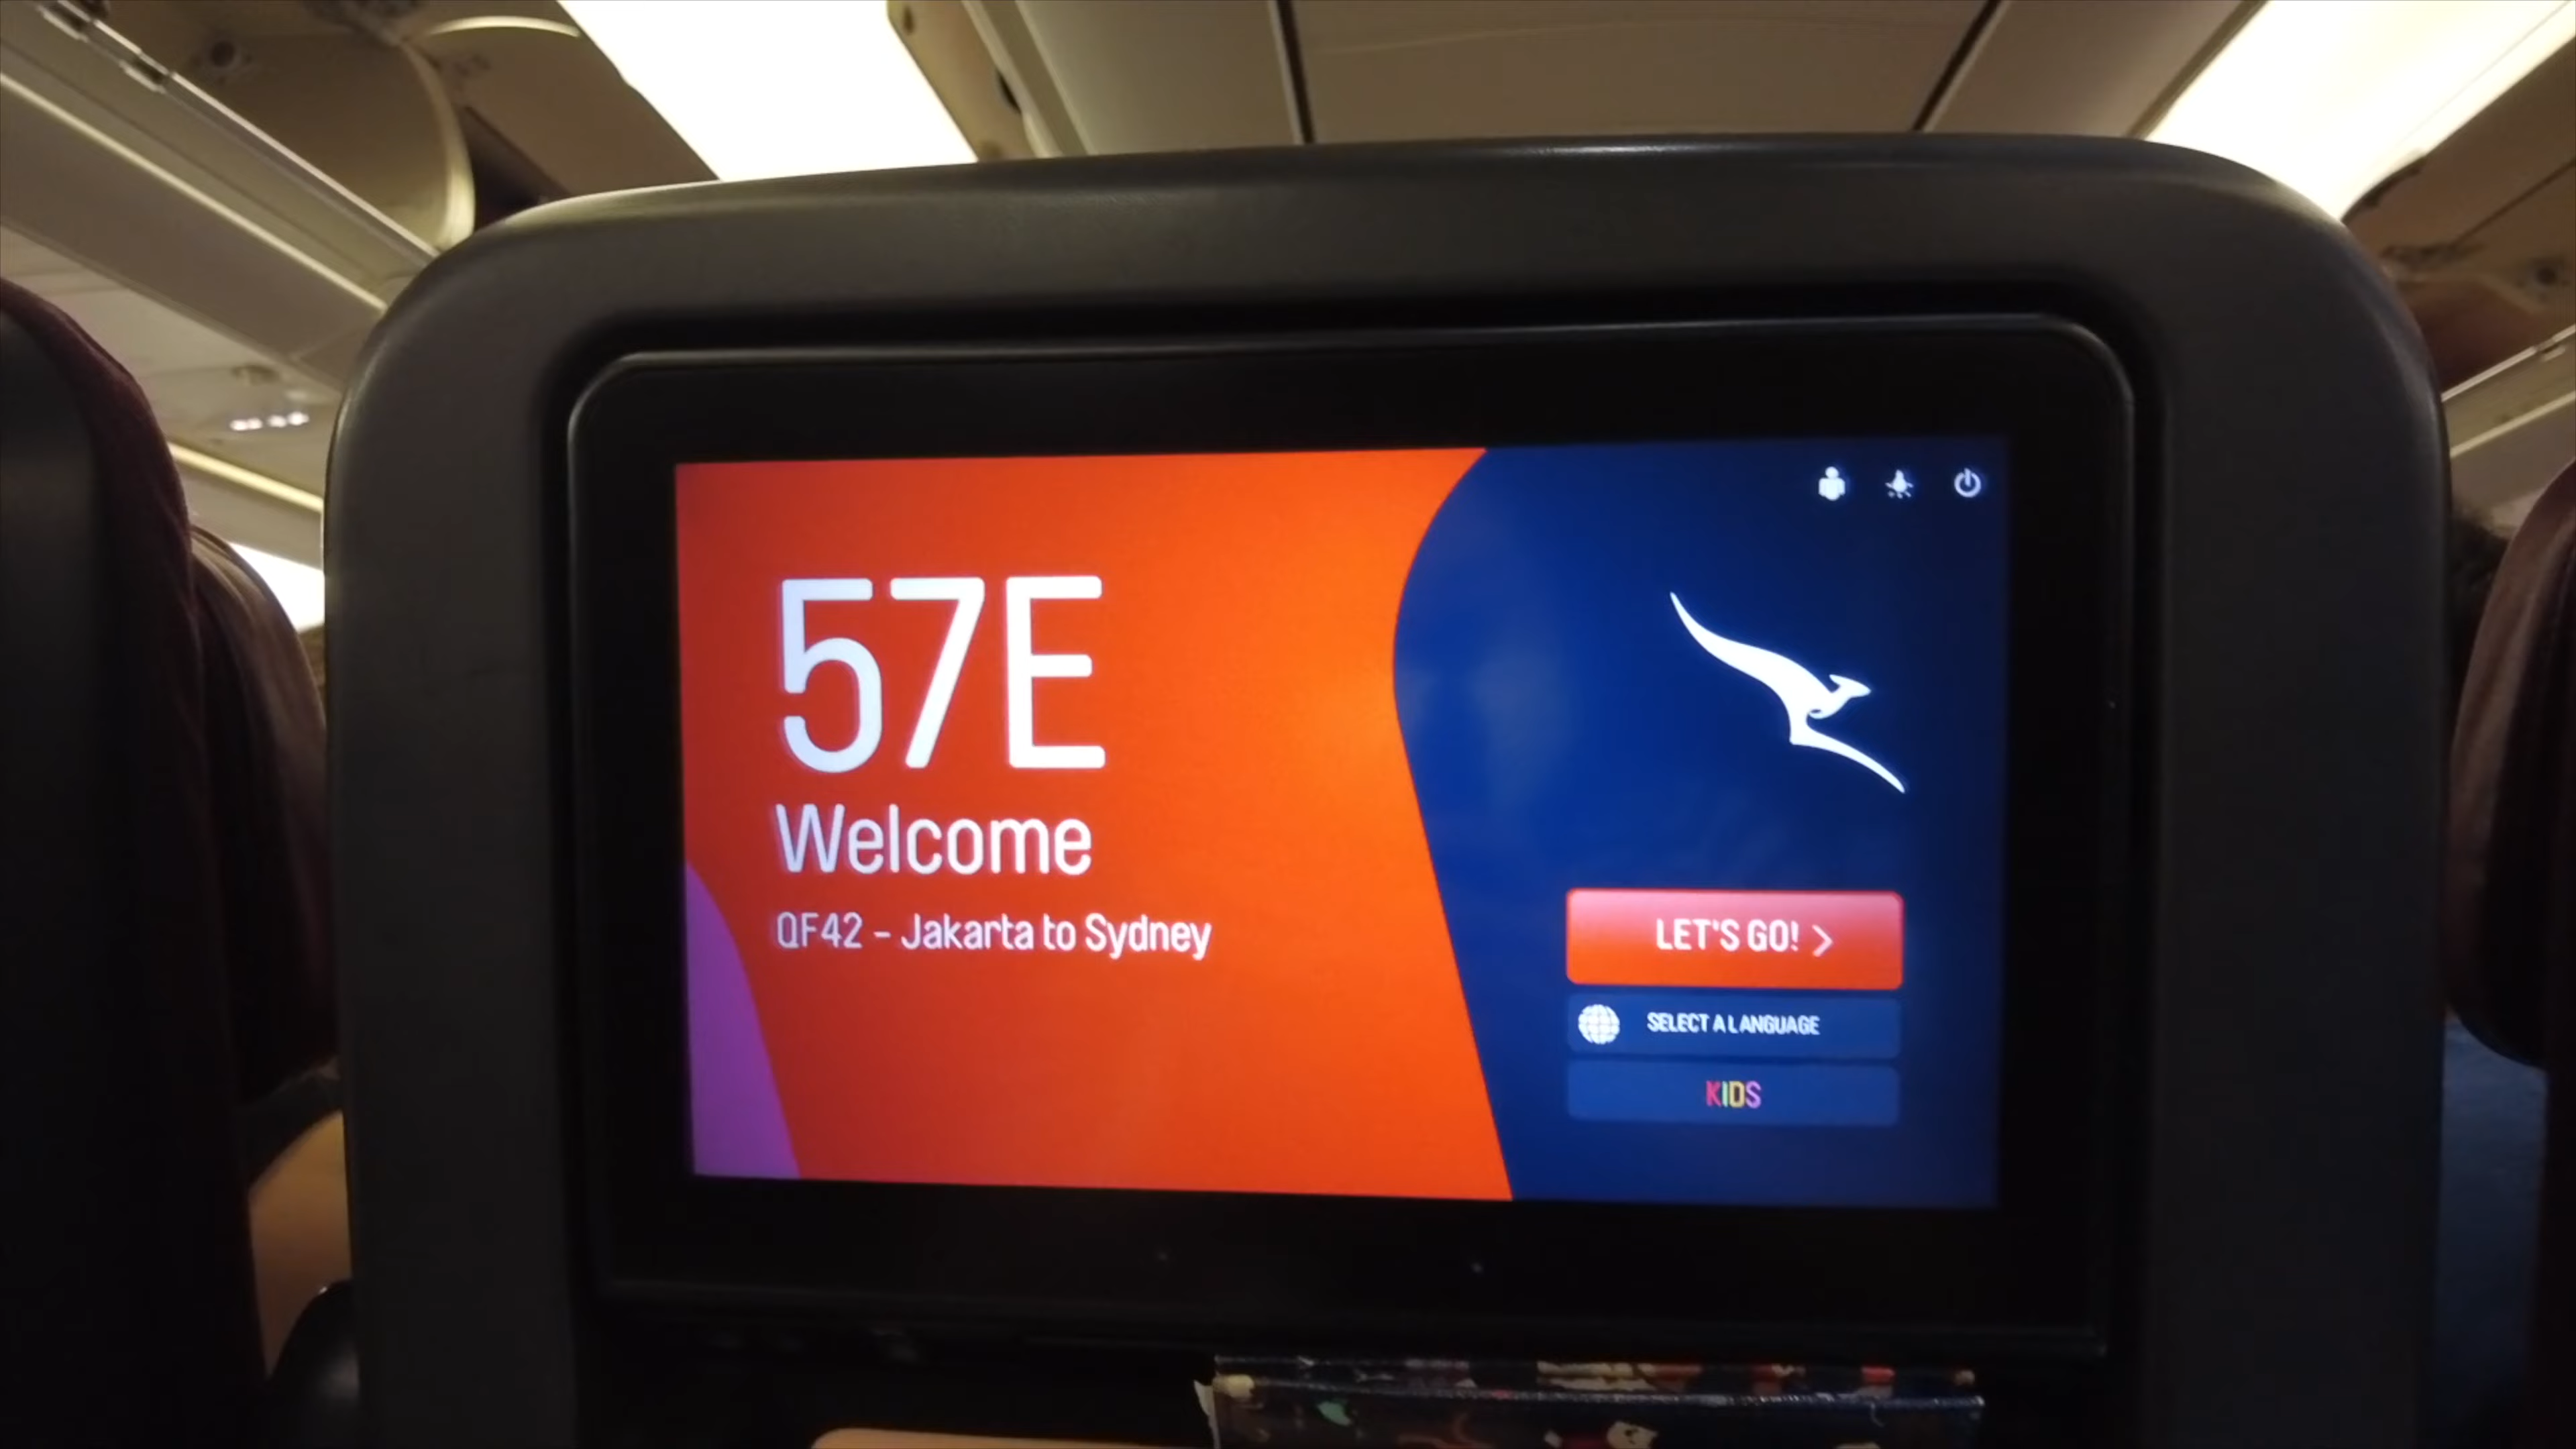 57E
Welcome
QF42 - Jakarta to Sydney
LET'S GO!
SELECT A LANGUAGE
KIDS